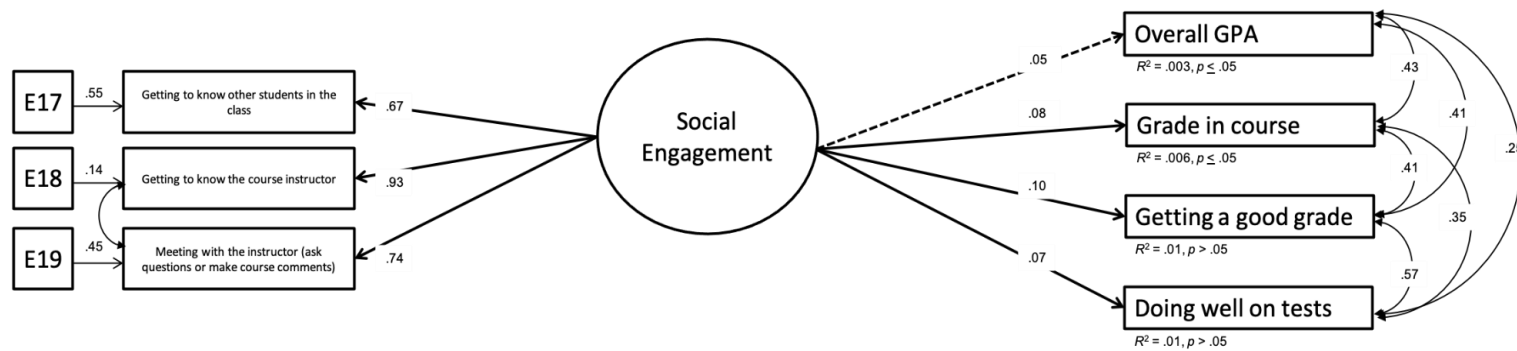 E17
.55
Getting to know other students in the
class
.67
E18
.14
Getting to know the course instructor
.93
E19
.45
Meeting with the instructor (ask
questions or make course comments)
.74
Social
Engagement
.05
Overall GPA
R² = .003, p ≤ .05
.08
Grade in course
R² = .006, p ≤ .05
.10
Getting a good grade
R² = .01, p > .05
.07
Doing well on tests
R² = .01, p > .05
.43
.41
.25
.41
.35
.57